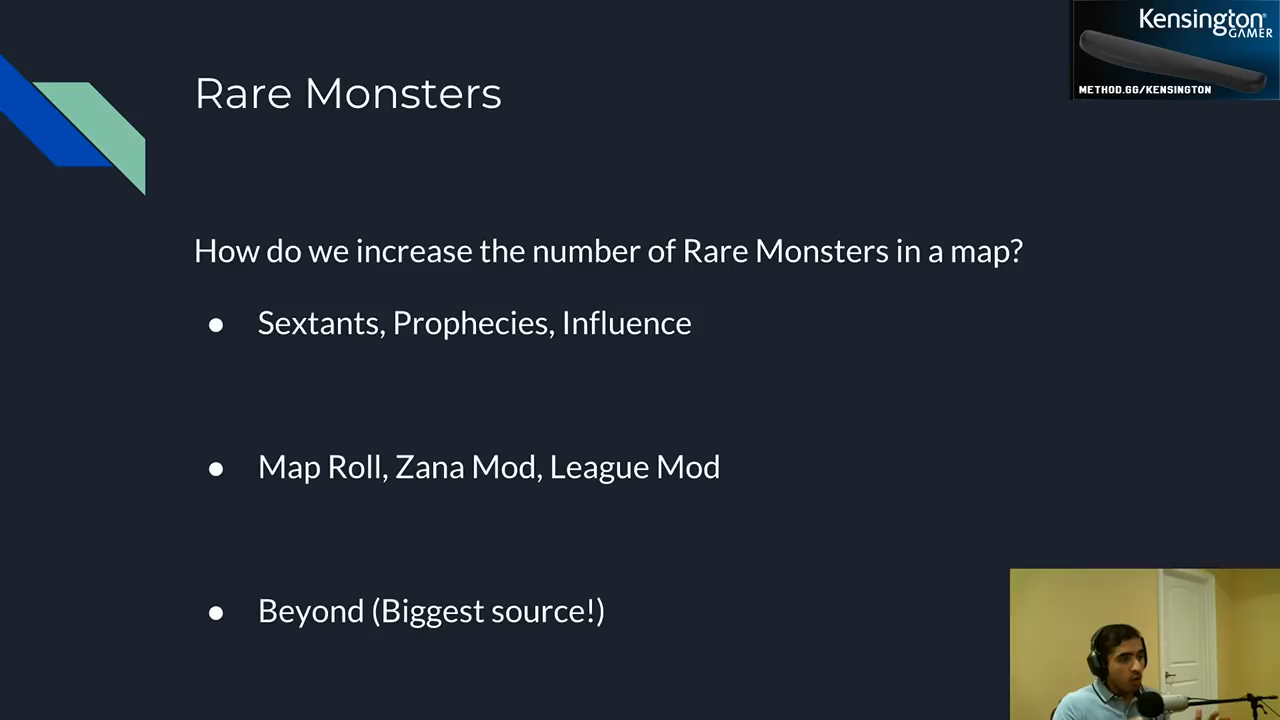 Kensington
GAMER
METHOD.GG/KENSINGTON
Rare Monsters
How do we increase the number of Rare Monsters in a map?
● Sextants, Prophecies, Influence
● Map Roll, Zana Mod, League Mod
● Beyond (Biggest source!)